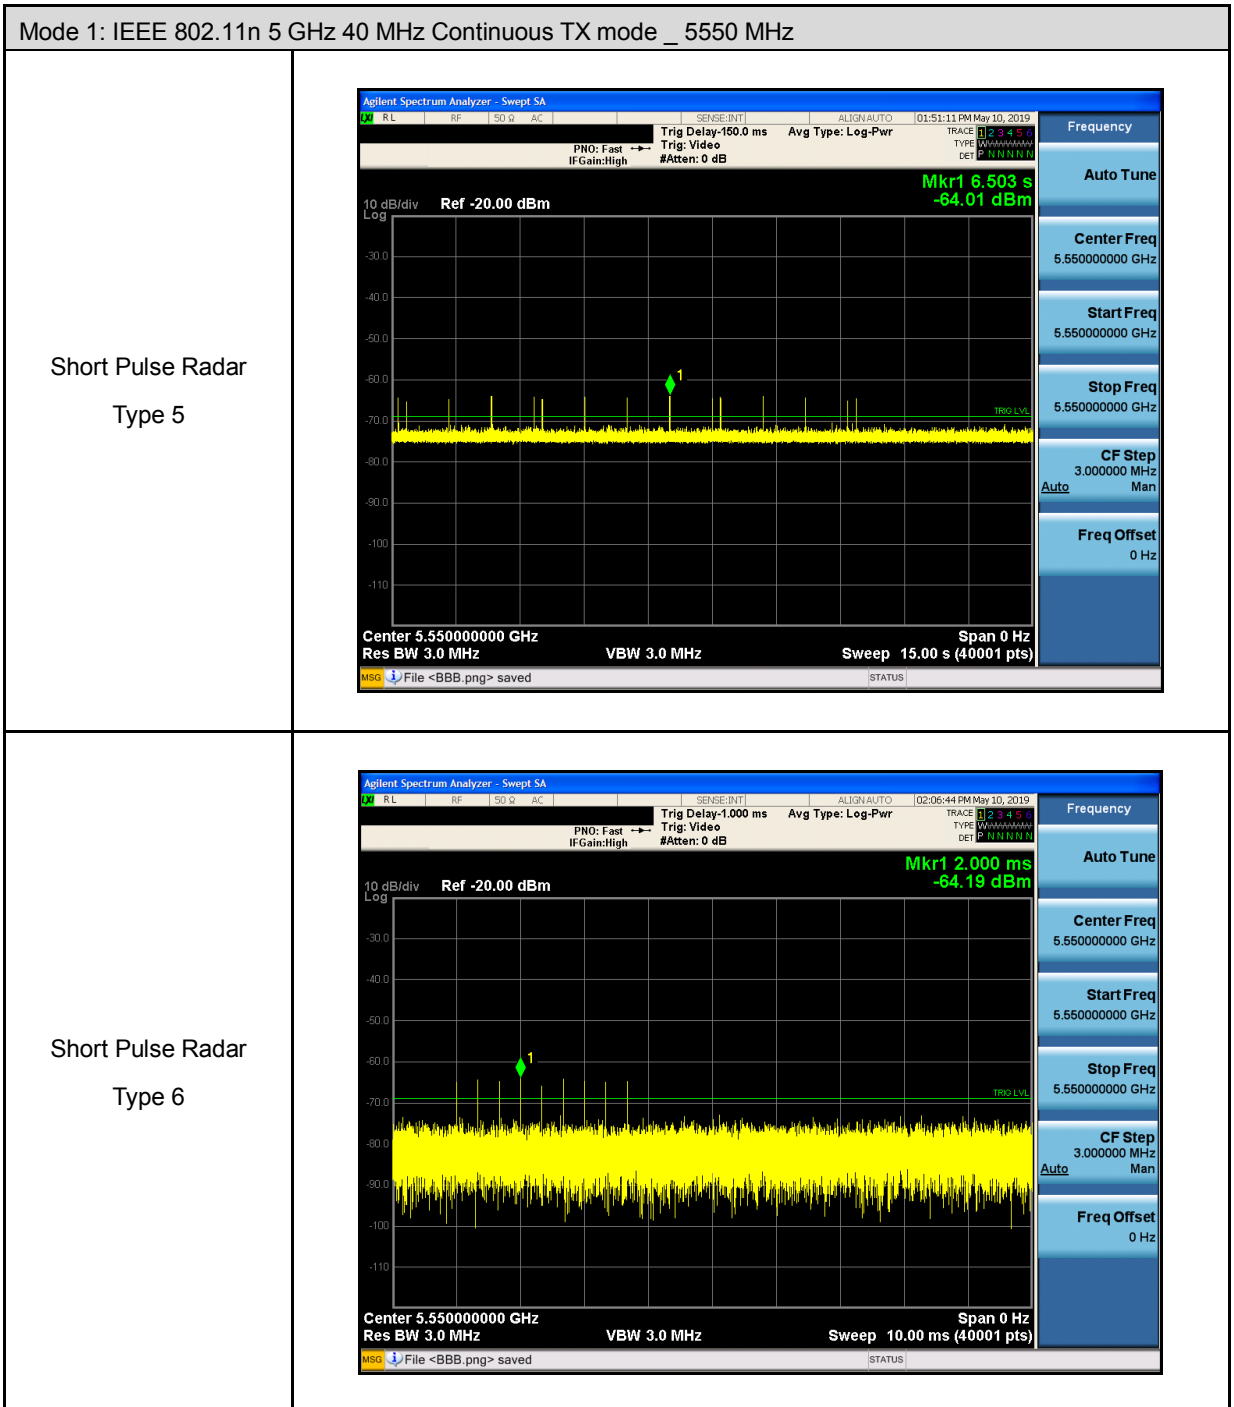 Mode 1: IEEE 802.11n 5 GHz 40 MHz Continuous TX mode _ 5550 MHz
Short Pulse Radar
Type 5
Agilent Spectrum Analyzer - Swept SA
LXI RL RF 50 Ω AC SENSE:INT ALIGN AUTO 01:51:11 PM May 10, 2019
Trig Delay-150.0 ms Avg Type: Log-Pwr TRACE 1 2 3 4 5 6
PNO: Fast Trig: Video TYPE WWWWWW
IFGain:High #Atten: 0 dB DET P N N N N N
Mkr1 6.503 s
-64.01 dBm
10 dB/div Ref -20.00 dBm
Log
-30.0
-40.0
-50.0
-60.0
1
TRIG LVL
-70.0
-80.0
-90.0
-100
-110
Center 5.550000000 GHz Span 0 Hz
Res BW 3.0 MHz VBW 3.0 MHz Sweep 15.00 s (40001 pts)
MSG File <BBB.png> saved STATUS
Frequency
Auto Tune
Center Freq
5.550000000 GHz
Start Freq
5.550000000 GHz
Stop Freq
5.550000000 GHz
CF Step
3.000000 MHz
Auto Man
Freq Offset
0 Hz
Short Pulse Radar
Type 6
Agilent Spectrum Analyzer - Swept SA
LXI RL RF 50 Ω AC SENSE:INT ALIGN AUTO 02:06:44 PM May 10, 2019
Trig Delay-1.000 ms Avg Type: Log-Pwr TRACE 1 2 3 4 5 6
PNO: Fast Trig: Video TYPE WWWWWW
IFGain:High #Atten: 0 dB DET P N N N N N
Mkr1 2.000 ms
-64.19 dBm
10 dB/div Ref -20.00 dBm
Log
-30.0
-40.0
-50.0
-60.0
1
TRIG LVL
-70.0
-80.0
-90.0
-100
-110
Center 5.550000000 GHz Span 0 Hz
Res BW 3.0 MHz VBW 3.0 MHz Sweep 10.00 ms (40001 pts)
MSG File <BBB.png> saved STATUS
Frequency
Auto Tune
Center Freq
5.550000000 GHz
Start Freq
5.550000000 GHz
Stop Freq
5.550000000 GHz
CF Step
3.000000 MHz
Auto Man
Freq Offset
0 Hz